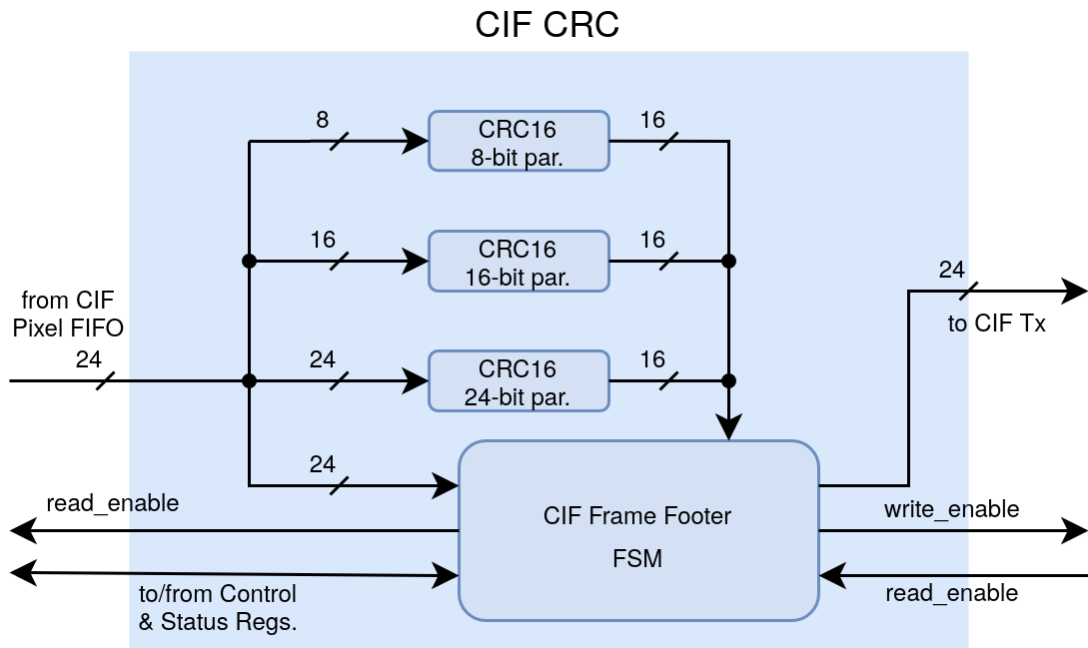 CIF CRC
8
CRC16
8-bit par.
16
16
CRC16
16-bit par.
16
24
from CIF
Pixel FIFO
24
to CIF Tx
24
CRC16
24-bit par.
16
24
read_enable
CIF Frame Footer
FSM
write_enable
to/from Control
& Status Regs.
read_enable